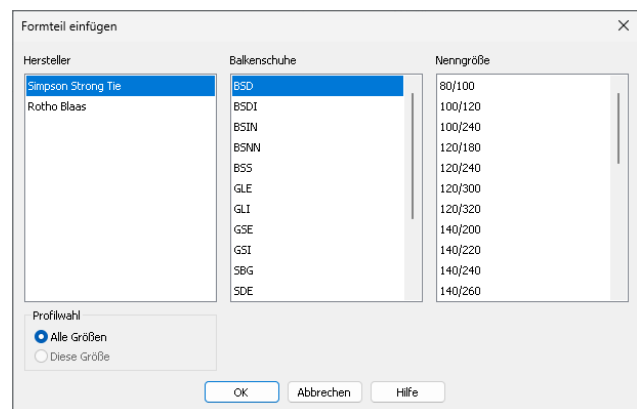 Formteil einfügen
Hersteller
Simpson Strong Tie
Rotho Blaas
Balkenschuhe
BSD
BSDI
BSIN
BSNN
BSS
GLE
GLI
GSE
GSI
SBG
SDE
Nenngröße
80/100
100/120
100/240
120/180
120/240
120/300
120/320
140/200
140/220
140/240
140/260
Profilwahl
Alle Größen
Diese Größe
OK
Abbrechen
Hilfe